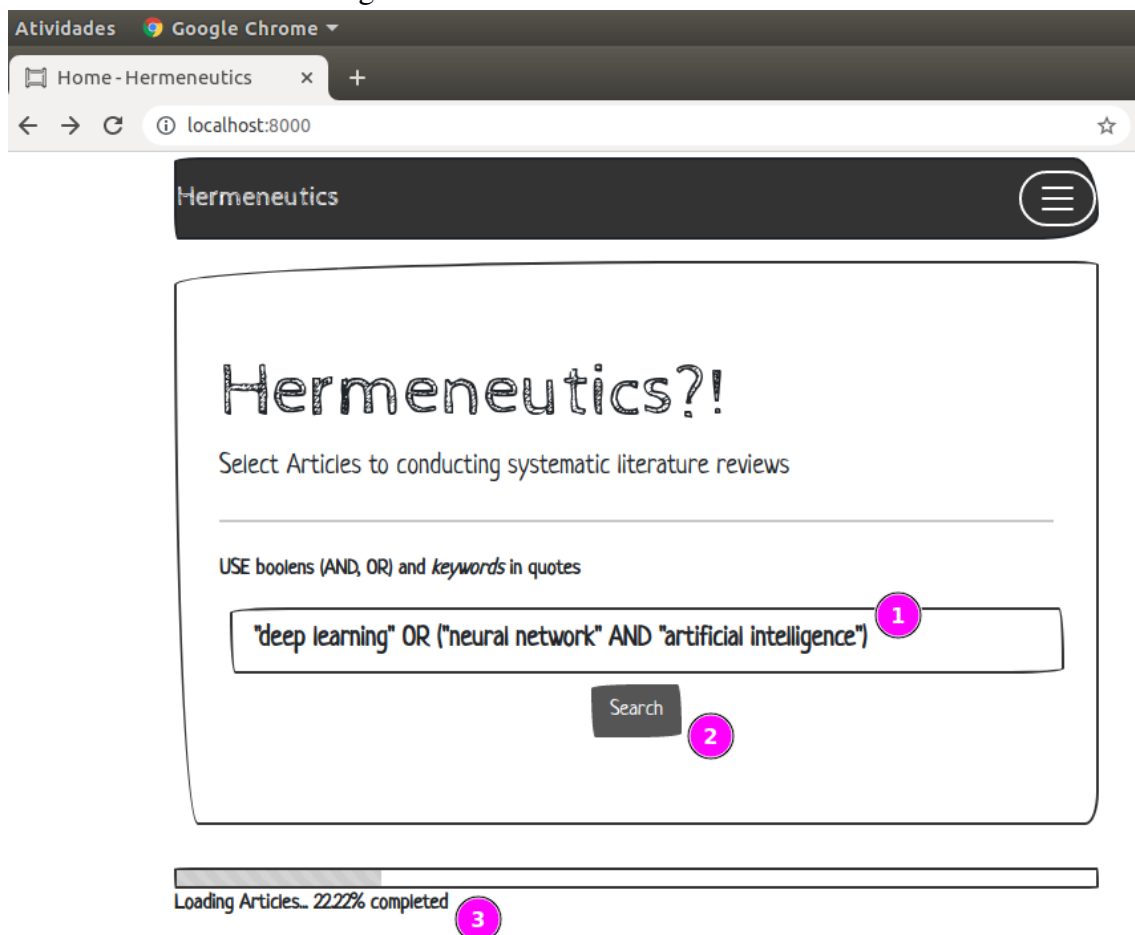 Atividades Google Chrome
Home - Hermeneutics
localhost:8000
Hermeneutics
Hermeneutics?!
Select Articles to conducting systematic literature reviews
USE boolens (AND, OR) and keywords in quotes
"deep learning" OR ("neural network" AND "artificial intelligence")
1
Search
2
Loading Articles... 22.22% completed
3